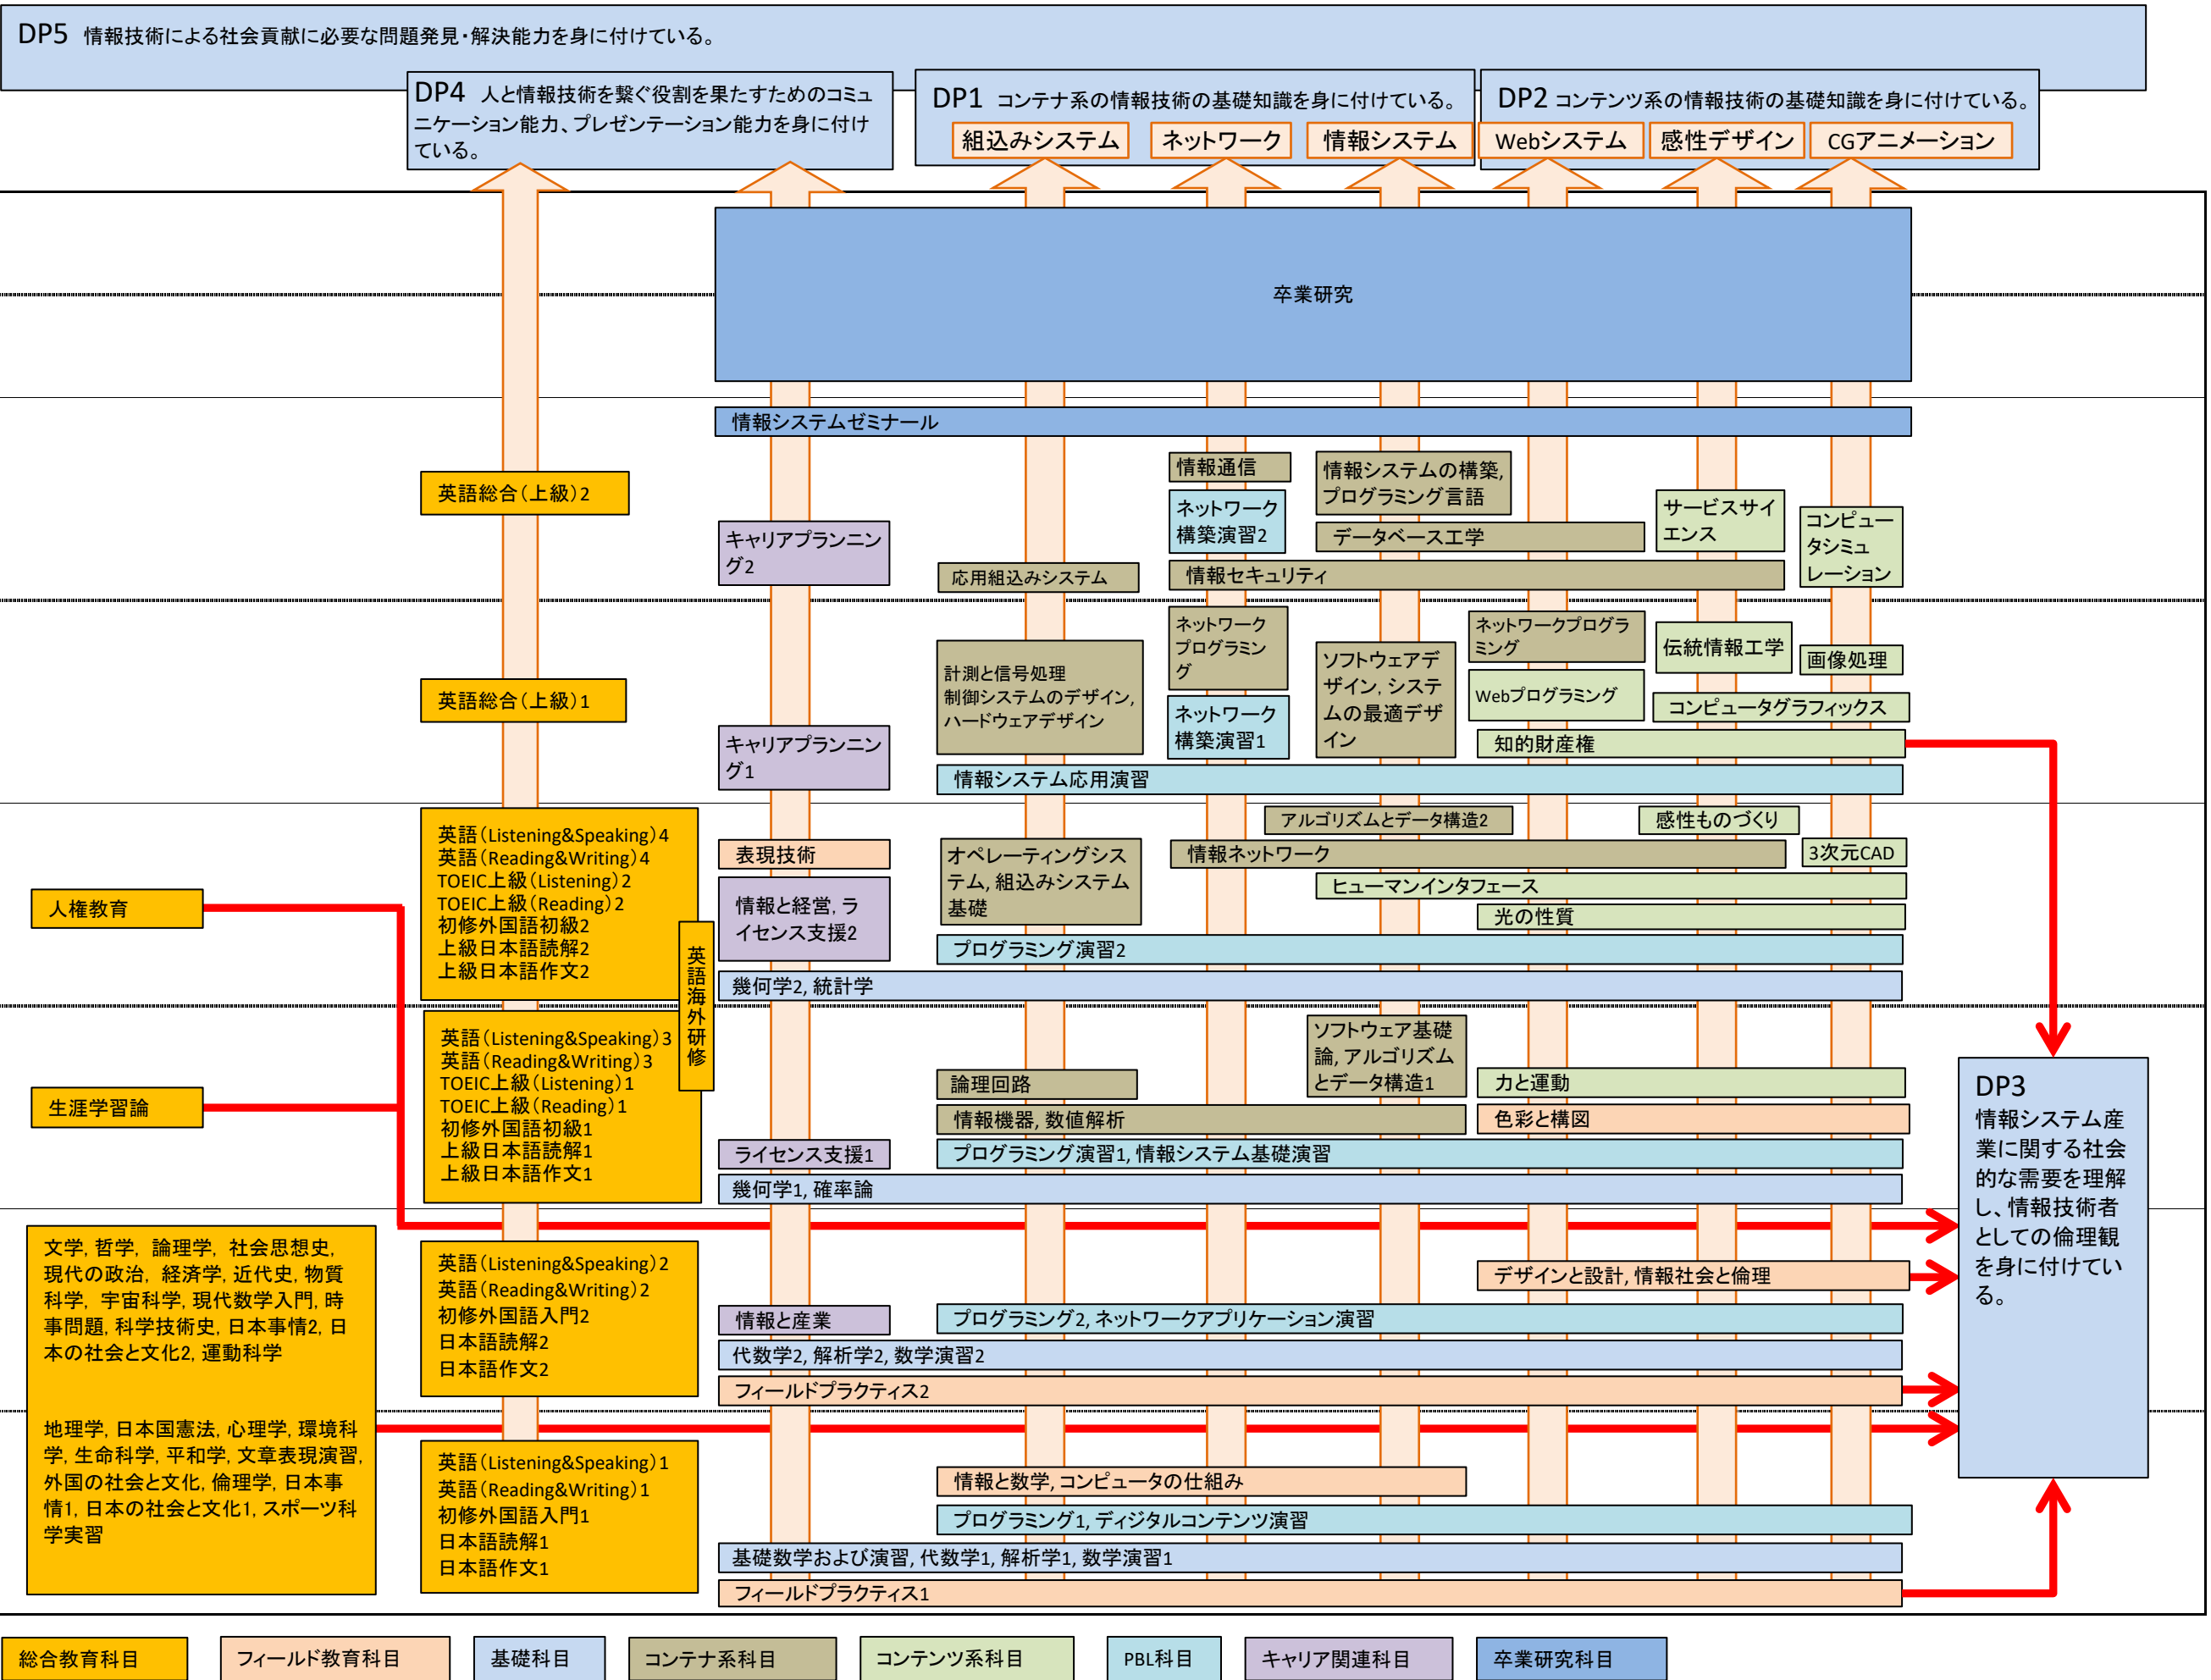 DP5 情報技術による社会貢献に必要な問題発見・解決能力を身に付けている。
DP4 人と情報技術を繋ぐ役割を果たすためのコミュ
ニケーション能力、プレゼンテーション能力を身に付け
ている。
DP1 コンテナ系の情報技術の基礎知識を身に付けている。
組込みシステム
ネットワーク
情報システム
DP2 コンテンツ系の情報技術の基礎知識を身に付けている。
Webシステム
感性デザイン
CGアニメーション
卒業研究
情報システムゼミナール
英語総合(上級)2
キャリアプランニン
グ2
応用組込みシステム
情報通信
ネットワーク
構築演習2
情報システムの構築,
プログラミング言語
データベース工学
情報セキュリティ
サービスサイ
エンス
コンピュー
タシミュ
レーション
英語総合(上級)1
キャリアプランニン
グ1
計測と信号処理
制御システムのデザイン,
ハードウェアデザイン
ネットワーク
プログラミン
グ
ネットワーク
構築演習1
ソフトウェアデ
ザイン, システ
ムの最適デザ
イン
ネットワークプログラ
ミング
Webプログラミング
伝統情報工学
画像処理
コンピュータグラフィックス
知的財産権
情報システム応用演習
人権教育
英語(Listening&Speaking)4
英語(Reading&Writing)4
TOEIC上級(Listening)2
TOEIC上級(Reading)2
初修外国語初級2
上級日本語読解2
上級日本語作文2
英語海外研修
表現技術
情報と経営, ラ
イセンス支援2
オペレーティングシス
テム, 組込みシステム
基礎
アルゴリズムとデータ構造2
感性ものづくり
情報ネットワーク
3次元CAD
ヒューマンインタフェース
光の性質
プログラミング演習2
幾何学2, 統計学
生涯学習論
英語(Listening&Speaking)3
英語(Reading&Writing)3
TOEIC上級(Listening)1
TOEIC上級(Reading)1
初修外国語初級1
上級日本語読解1
上級日本語作文1
ライセンス支援1
論理回路
ソフトウェア基礎
論, アルゴリズム
とデータ構造1
力と運動
情報機器, 数値解析
色彩と構図
プログラミング演習1, 情報システム基礎演習
幾何学1, 確率論
DP3
情報システム産
業に関する社会
的な需要を理解
し、情報技術者
としての倫理観
を身に付けてい
る。
文学, 哲学, 論理学, 社会思想史,
現代の政治, 経済学, 近代史, 物質
科学, 宇宙科学, 現代数学入門, 時
事問題, 科学技術史, 日本事情2, 日
本の社会と文化2, 運動科学
英語(Listening&Speaking)2
英語(Reading&Writing)2
初修外国語入門2
日本語読解2
日本語作文2
情報と産業
デザインと設計, 情報社会と倫理
プログラミング2, ネットワークアプリケーション演習
代数学2, 解析学2, 数学演習2
フィールドプラクティス2
地理学, 日本国憲法, 心理学, 環境科
学, 生命科学, 平和学, 文章表現演習,
外国の社会と文化, 倫理学, 日本事
情1, 日本の社会と文化1, スポーツ科
学実習
英語(Listening&Speaking)1
英語(Reading&Writing)1
初修外国語入門1
日本語読解1
日本語作文1
情報と数学, コンピュータの仕組み
プログラミング1, ディジタルコンテンツ演習
基礎数学および演習, 代数学1, 解析学1, 数学演習1
フィールドプラクティス1
総合教育科目
フィールド教育科目
基礎科目
コンテナ系科目
コンテンツ系科目
PBL科目
キャリア関連科目
卒業研究科目